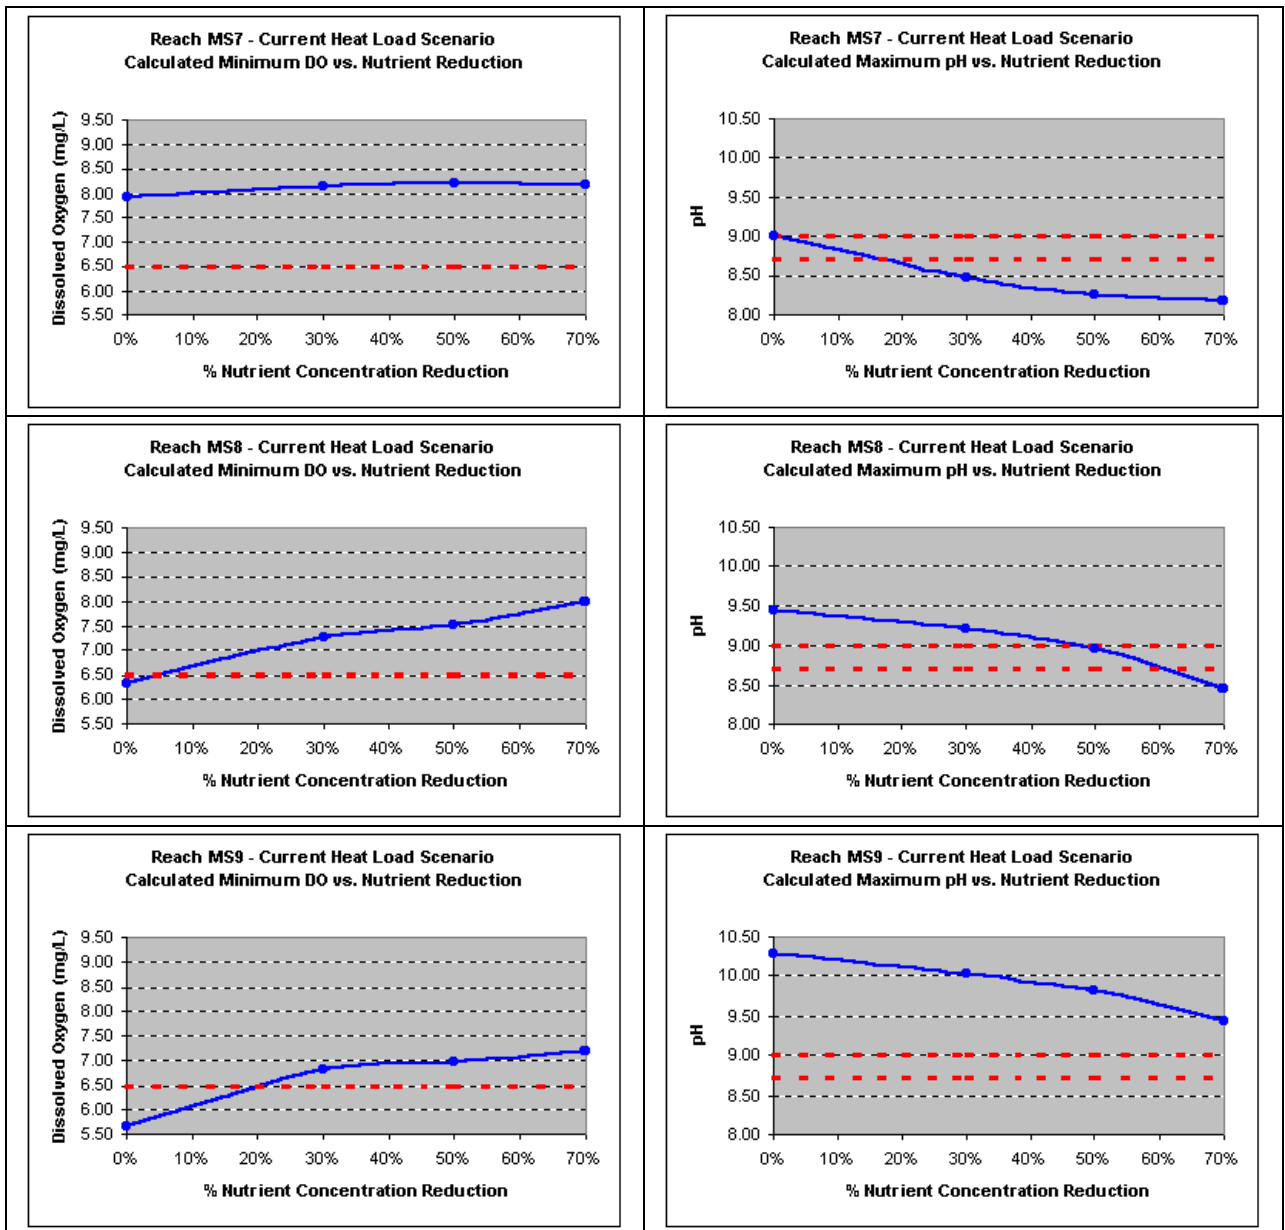 Reach MS7 - Current Heat Load Scenario
Calculated Minimum DO vs. Nutrient Reduction
Dissolved Oxygen (mg/L)
9.50
9.00
8.50
8.00
7.50
7.00
6.50
6.00
5.50
0% 10% 20% 30% 40% 50% 60% 70%
% Nutrient Concentration Reduction
Reach MS7 - Current Heat Load Scenario
Calculated Maximum pH vs. Nutrient Reduction
pH
10.50
10.00
9.50
9.00
8.50
8.00
0% 10% 20% 30% 40% 50% 60% 70%
% Nutrient Concentration Reduction
Reach MS8 - Current Heat Load Scenario
Calculated Minimum DO vs. Nutrient Reduction
Dissolved Oxygen (mg/L)
9.50
9.00
8.50
8.00
7.50
7.00
6.50
6.00
5.50
0% 10% 20% 30% 40% 50% 60% 70%
% Nutrient Concentration Reduction
Reach MS8 - Current Heat Load Scenario
Calculated Maximum pH vs. Nutrient Reduction
pH
10.50
10.00
9.50
9.00
8.50
8.00
0% 10% 20% 30% 40% 50% 60% 70%
% Nutrient Concentration Reduction
Reach MS9 - Current Heat Load Scenario
Calculated Minimum DO vs. Nutrient Reduction
Dissolved Oxygen (mg/L)
9.50
9.00
8.50
8.00
7.50
7.00
6.50
6.00
5.50
0% 10% 20% 30% 40% 50% 60% 70%
% Nutrient Concentration Reduction
Reach MS9 - Current Heat Load Scenario
Calculated Maximum pH vs. Nutrient Reduction
pH
10.50
10.00
9.50
9.00
8.50
8.00
0% 10% 20% 30% 40% 50% 60% 70%
% Nutrient Concentration Reduction